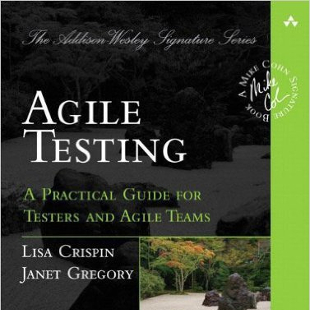 The Addison Wesley Signature Series
A MIKE COHN SIGNATURE BOOK
Mike Cohn
AGILE
TESTING
A PRACTICAL GUIDE FOR
TESTERS AND AGILE TEAMS
LISA CRISPIN
JANET GREGORY